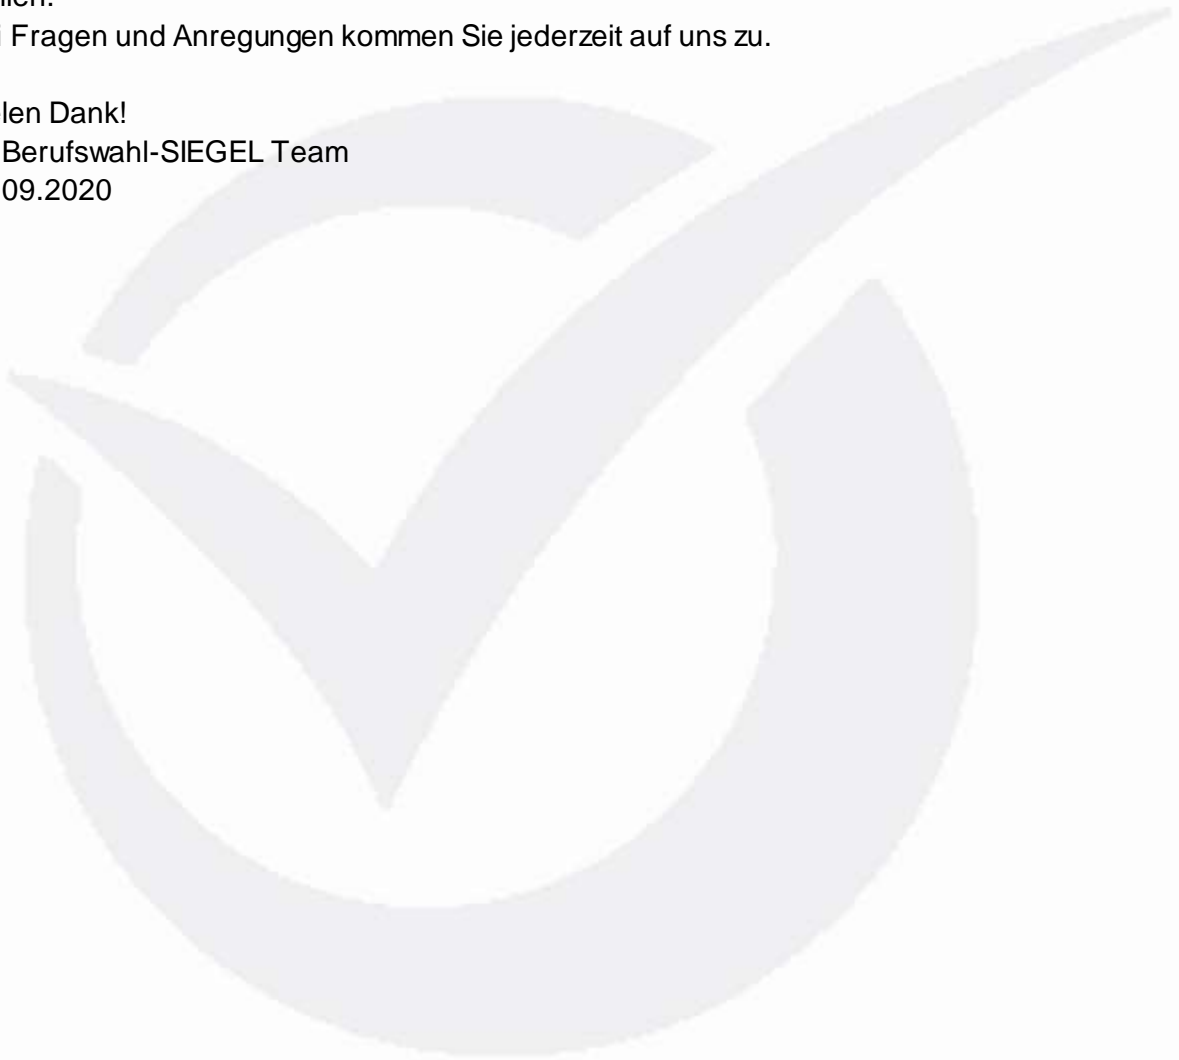 i Fragen und Anregungen kommen Sie jederzeit auf uns zu.
len Dank!
Berufswahl-SIEGEL Team
09.2020